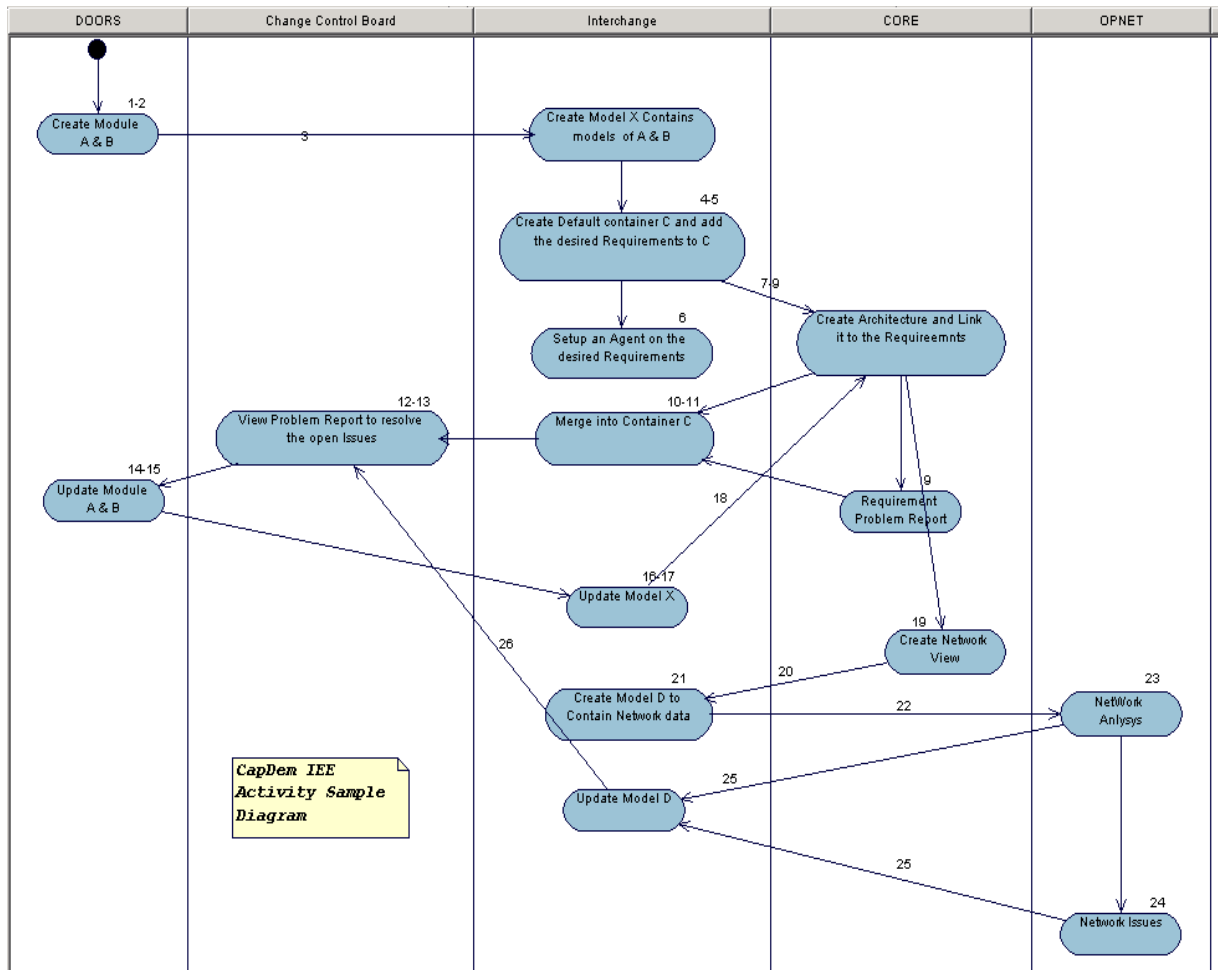 DOORS
Change Control Board
Interchange
CORE
OPNET
1-2
Create Module
A & B
3
Create Model X Contains
models of A & B
4-5
Create Default container C and add
the desired Requirements to C
7-9
6
Setup an Agent on the
desired Requirements
Create Architecture and Link
it to the Requireemnts
12-13
View Problem Report to resolve
the open Issues
10-11
Merge into Container C
14-15
Update Module
A & B
18
9
Requirement
Problem Report
16-17
Update Model X
19
Create Network
View
26
20
21
Create Model D to
Contain Network data
22
23
NetWork
Anlysys
CapDem IEE
Activity Sample
Diagram
25
Update Model D
25
24
Network Issues